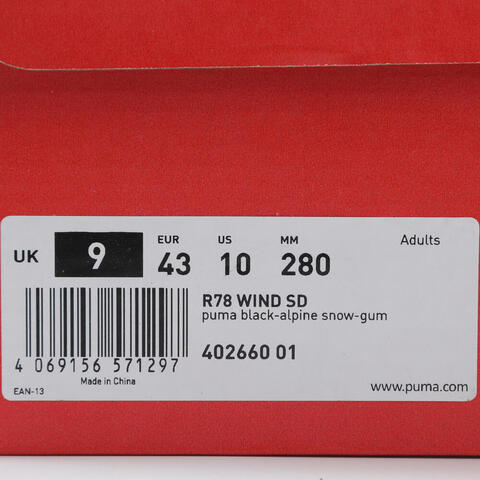 UK 9 EUR 43 US 10 MM 280 Adults
R78 WIND SD
puma black-alpine snow-gum
402660 01
4 069156 571297
Made in China
EAN-13
www.puma.com